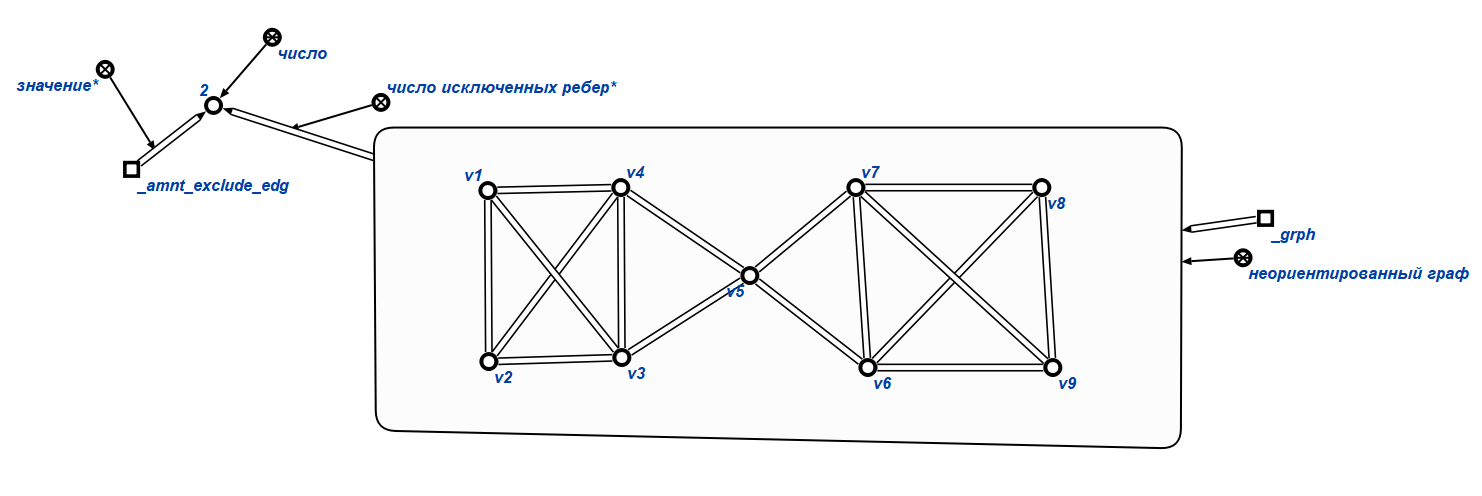 число
значение*
2
число исключенных ребер*
_amnt_exclude_edg
v1
v4
v7
v8
_grph
неориентированный граф
v5
v2
v3
v6
v9